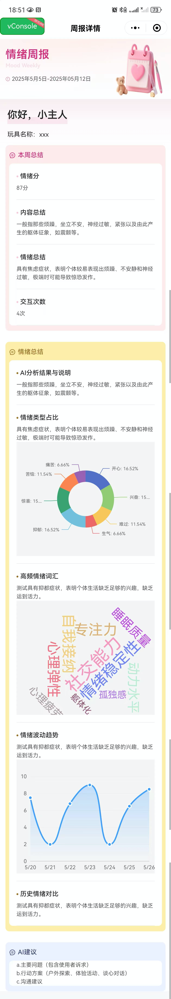 18:51
73
vConsole
SKYLINE
周报详情
情绪周报
Mood Weekly
2025年5月5日-2025年05月12日
你好，小主人
玩具名称：xxx
本周总结
情绪分
87分
内容总结
一般指那些烦躁，坐立不安，神经过敏，紧张以及由此产
生的躯体征象，如震颤等。
情绪总结
具有焦虑症状，表明个体较易表现出烦躁、不安静和神经
过敏，极端时可能导致惊恐发作。
交互次数
4次
情绪总结
AI分析结果与说明
一般指那些烦躁，坐立不安，神经过敏，紧张以及由此产
生的躯体征象，如震颤等。
情绪类型占比
具有焦虑症状，表明个体较易表现出烦躁、不安静和神经
过敏，极端时可能导致惊恐发作。
痛苦: 6.66%
开心: 16.52%
苦恼: 11.54%
兴奋: 15....
惊喜: 15....
难过: 11.54%
抑郁: 16.52%
生气: 6.66%
高频情绪词汇
测试具有抑都症状，表明个体生活缺乏足够的兴趣，缺乏
运到活力。
睡眠质量
自我接纳
专注力
心理弹性
社交能力
情绪稳定性
动力水平
孤独感
躯体化
心理疲劳
情绪波动趋势
测试具有抑都症状，表明个体生活缺乏足够的兴趣，缺乏
运到活力。
10
8
6
4
2
0
5/20 5/21 5/22 5/23 5/24 5/25 5/26
历史情绪对比
测试具有抑都症状，表明个体生活缺乏足够的兴趣，缺乏
运到活力。
AI建议
a.主要问题（包含使用者诉求）
b.行动方案（户外探索、体验活动、谈心对话）
c.沟通建议